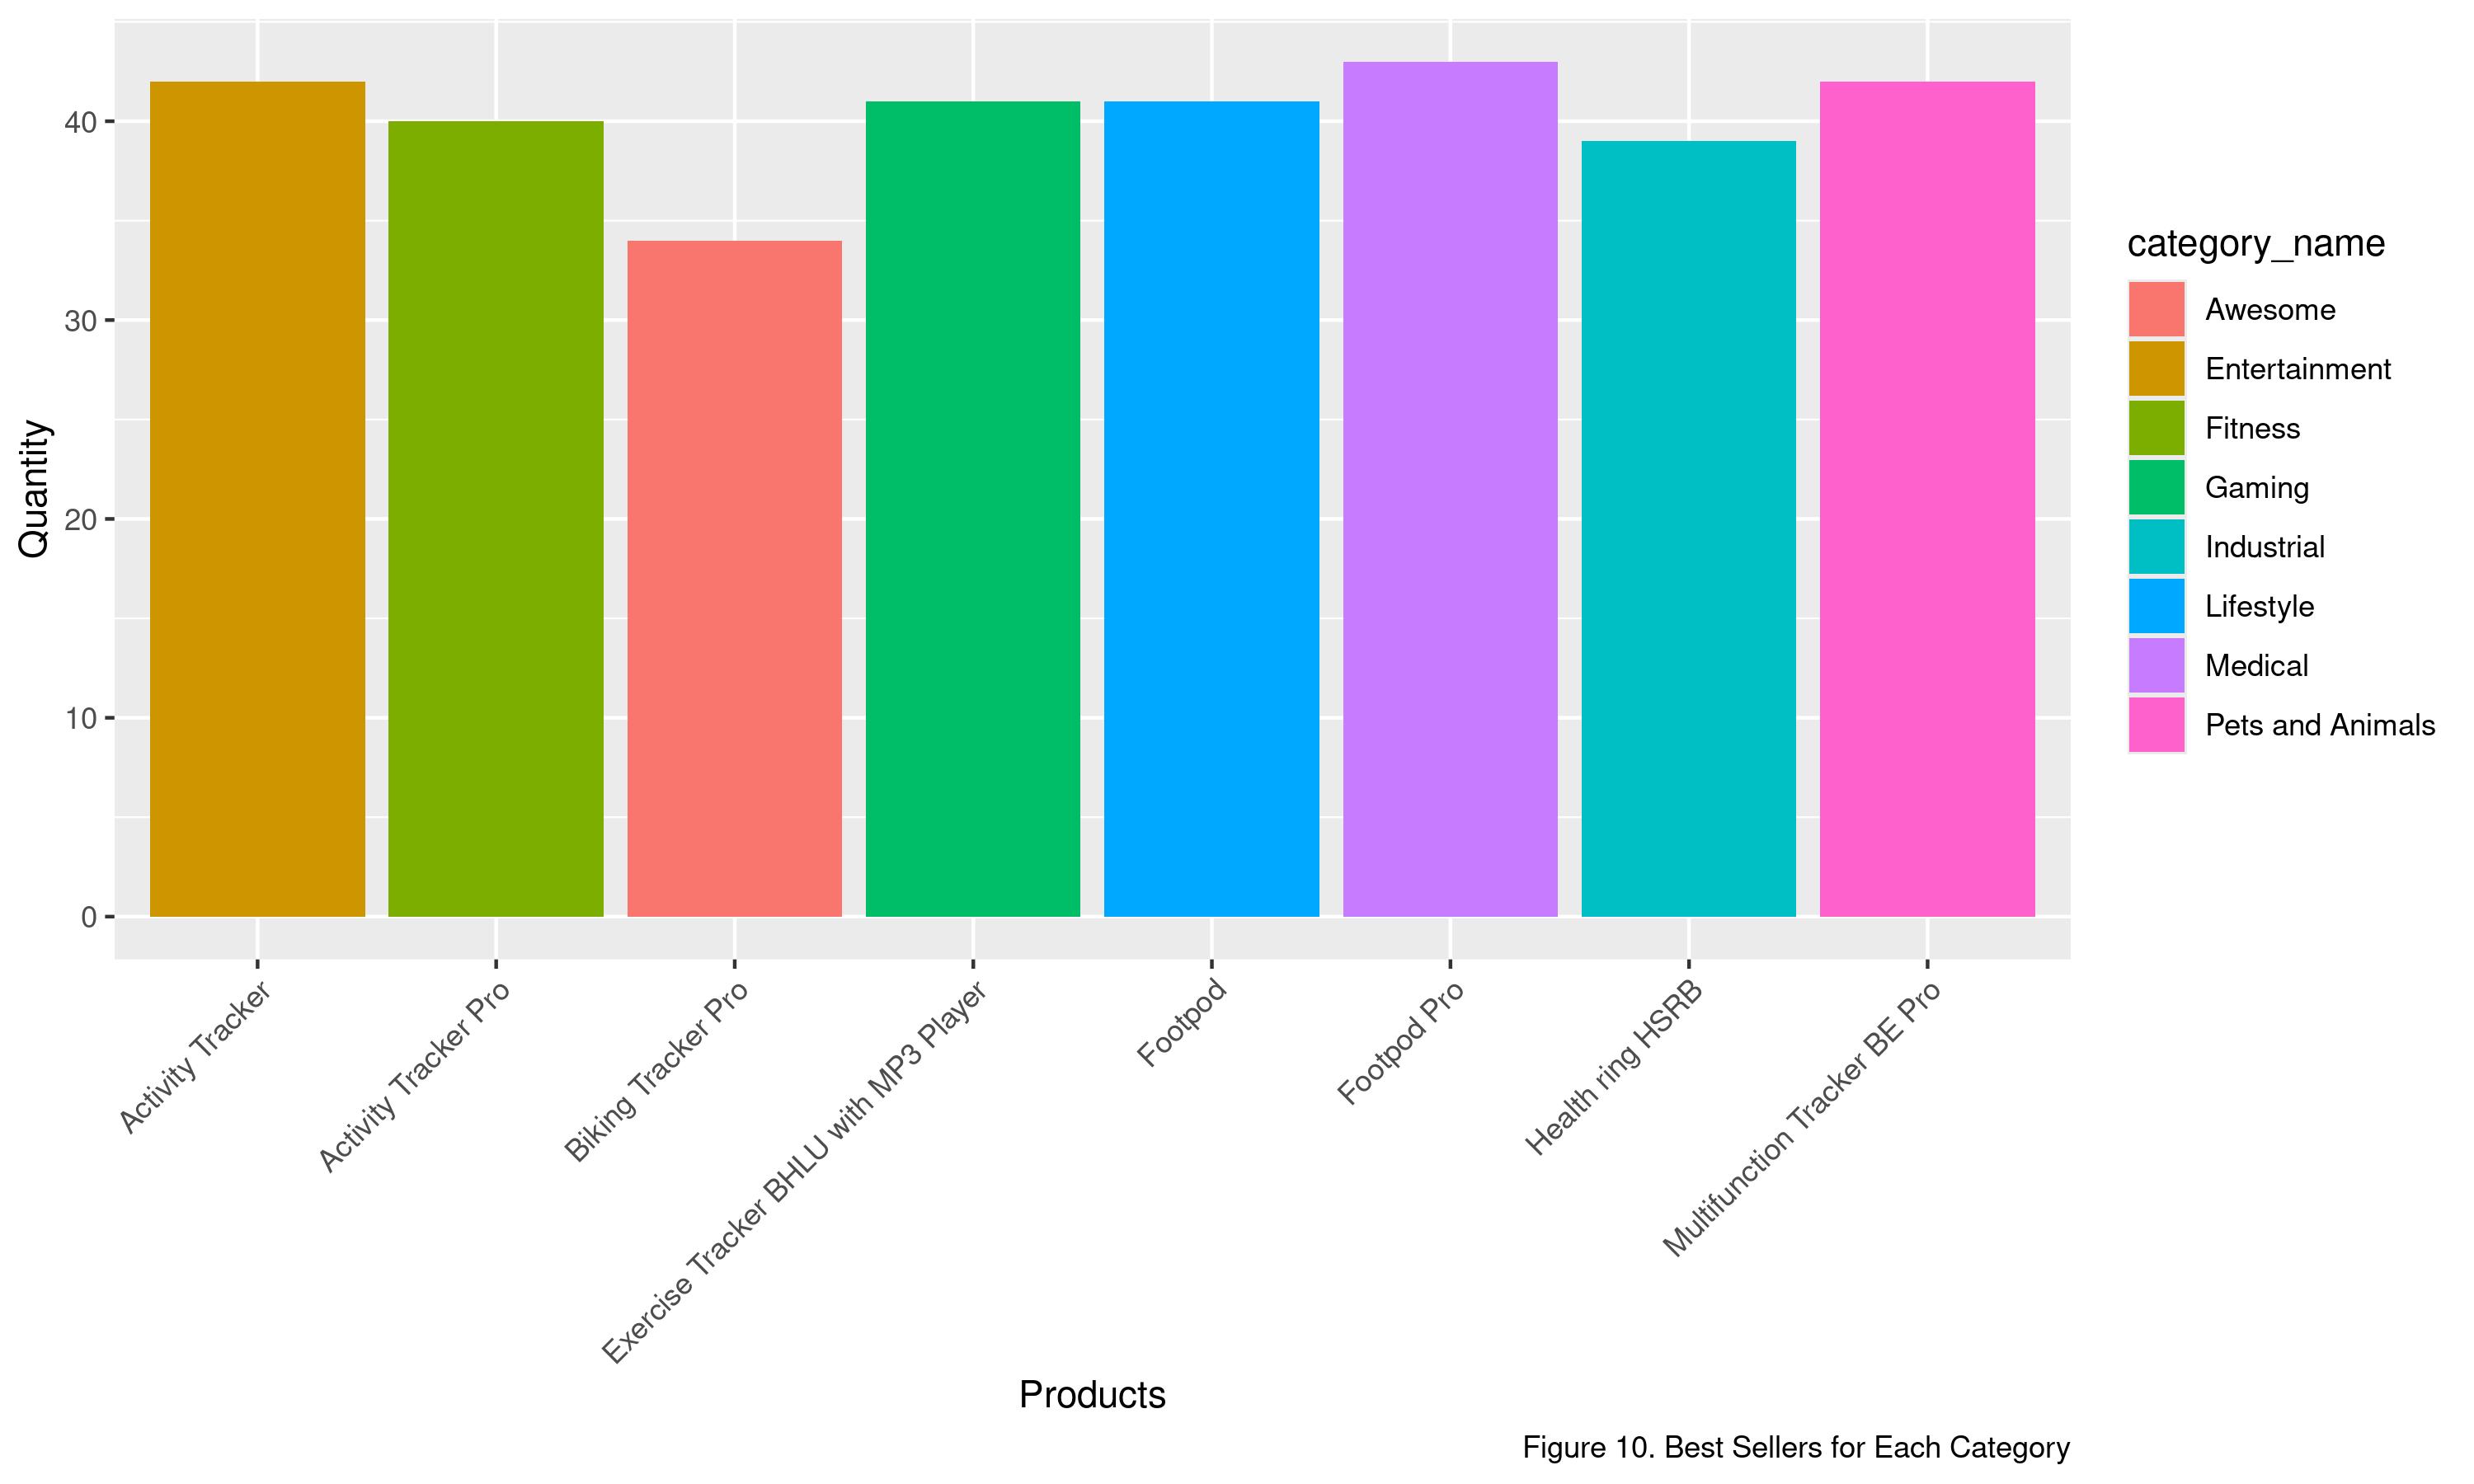 Quantity
40
30
20
10
0
Activity Tracker
Activity Tracker Pro
Biking Tracker Pro
Exercise Tracker BHLU with MP3 Player
Footpod
Footpod Pro
Health ring HSRB
Multifunction Tracker BE Pro
Products
category_name
Awesome
Entertainment
Fitness
Gaming
Industrial
Lifestyle
Medical
Pets and Animals
Figure 10. Best Sellers for Each Category